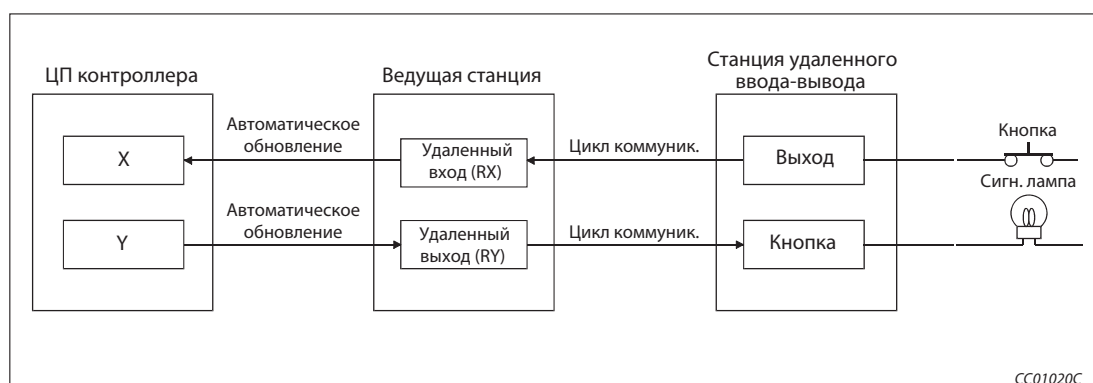 ЦП контроллера
Ведущая станция
Станция удаленного
ввода-вывода
Автоматическое
обновление
X
Удаленный
вход (RX)
Цикл коммуник.
Выход
Кнопка
Сигн. лампа
Автоматическое
обновление
Y
Удаленный
выход (RY)
Цикл коммуник.
Кнопка
CC01020C